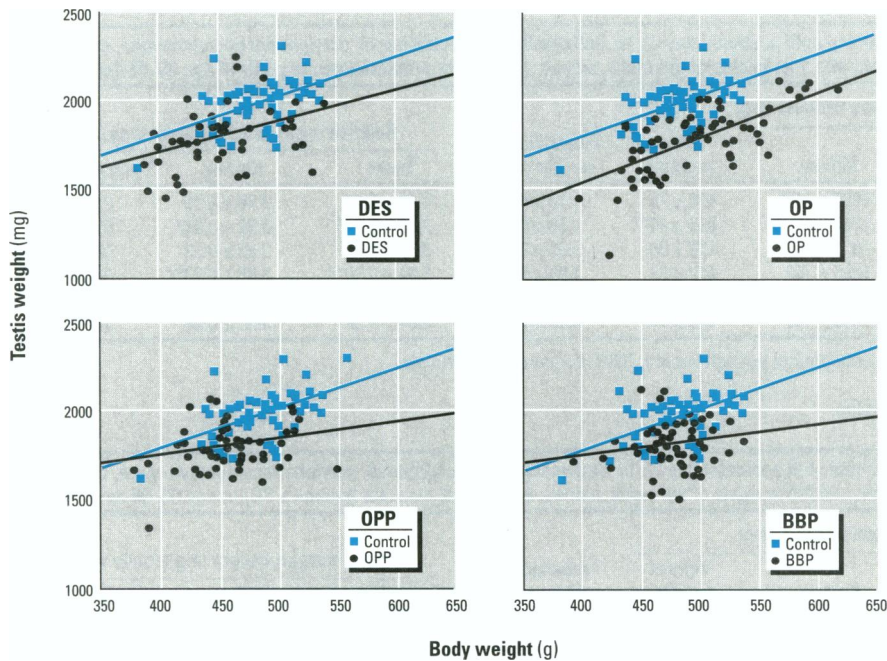 2500
2000
1500
1000
DES
Control
DES
OP
Control
OP
Testis weight (mg)
2500
2000
1500
1000
OPP
Control
OPP
BBP
Control
BBP
350 400 450 500 550 600 650
350 400 450 500 550 600 650
Body weight (g)